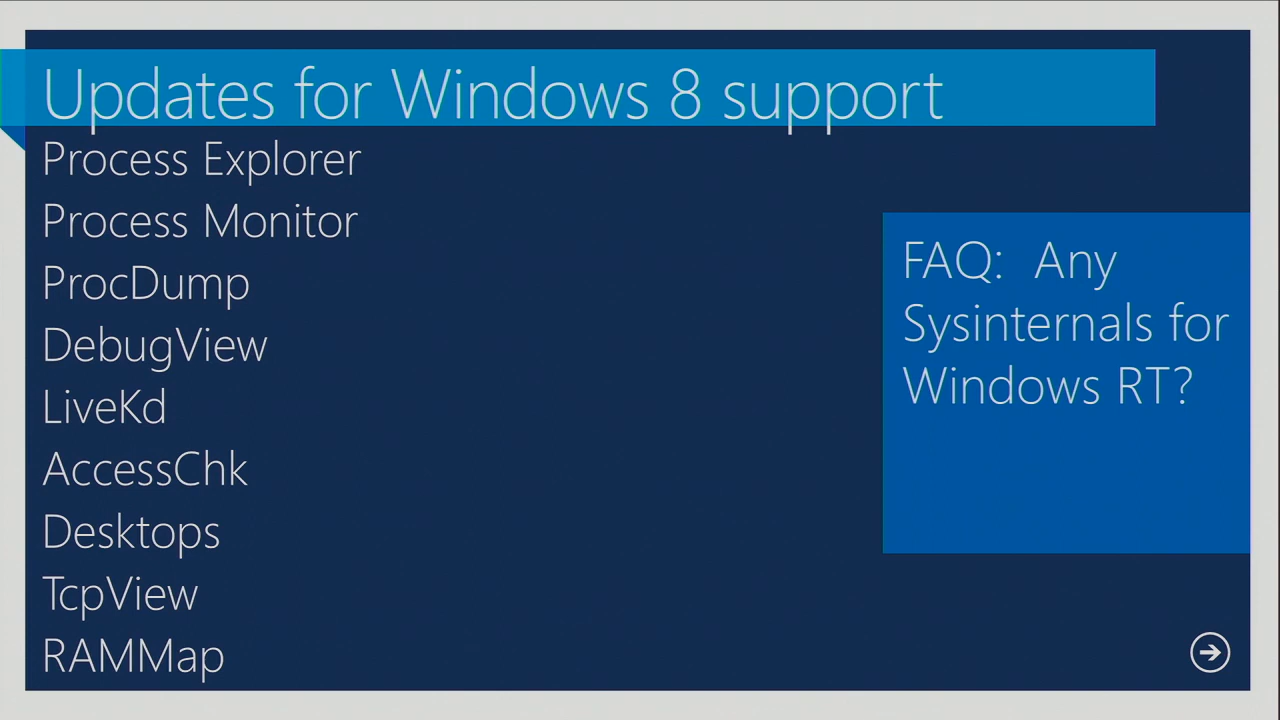 Updates for Windows 8 support
Process Explorer
Process Monitor
ProcDump
DebugView
LiveKd
AccessChk
Desktops
TcpView
RAMMap
FAQ: Any
Sysinternals for
Windows RT?